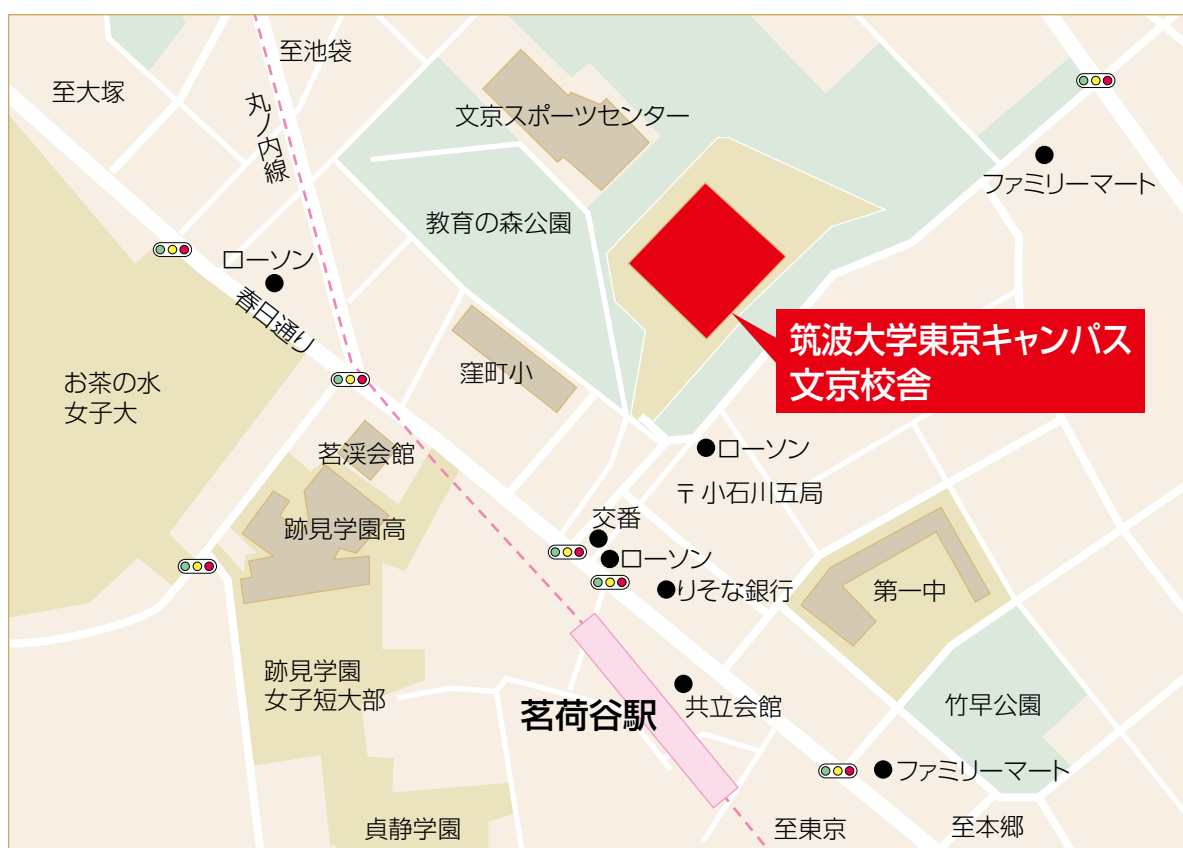 至池袋
至大塚
丸ノ内線
文京スポーツセンター
ファミリーマート
教育の森公園
ローソン
春日通り
筑波大学東京キャンパス
文京校舎
窪町小
お茶の水
女子大
茗渓会館
ローソン
〒小石川五局
交番
跡見学園高
ローソン
りそな銀行
第一中
跡見学園
女子短大部
茗荷谷駅
共立会館
竹早公園
ファミリーマート
貞静学園
至東京
至本郷